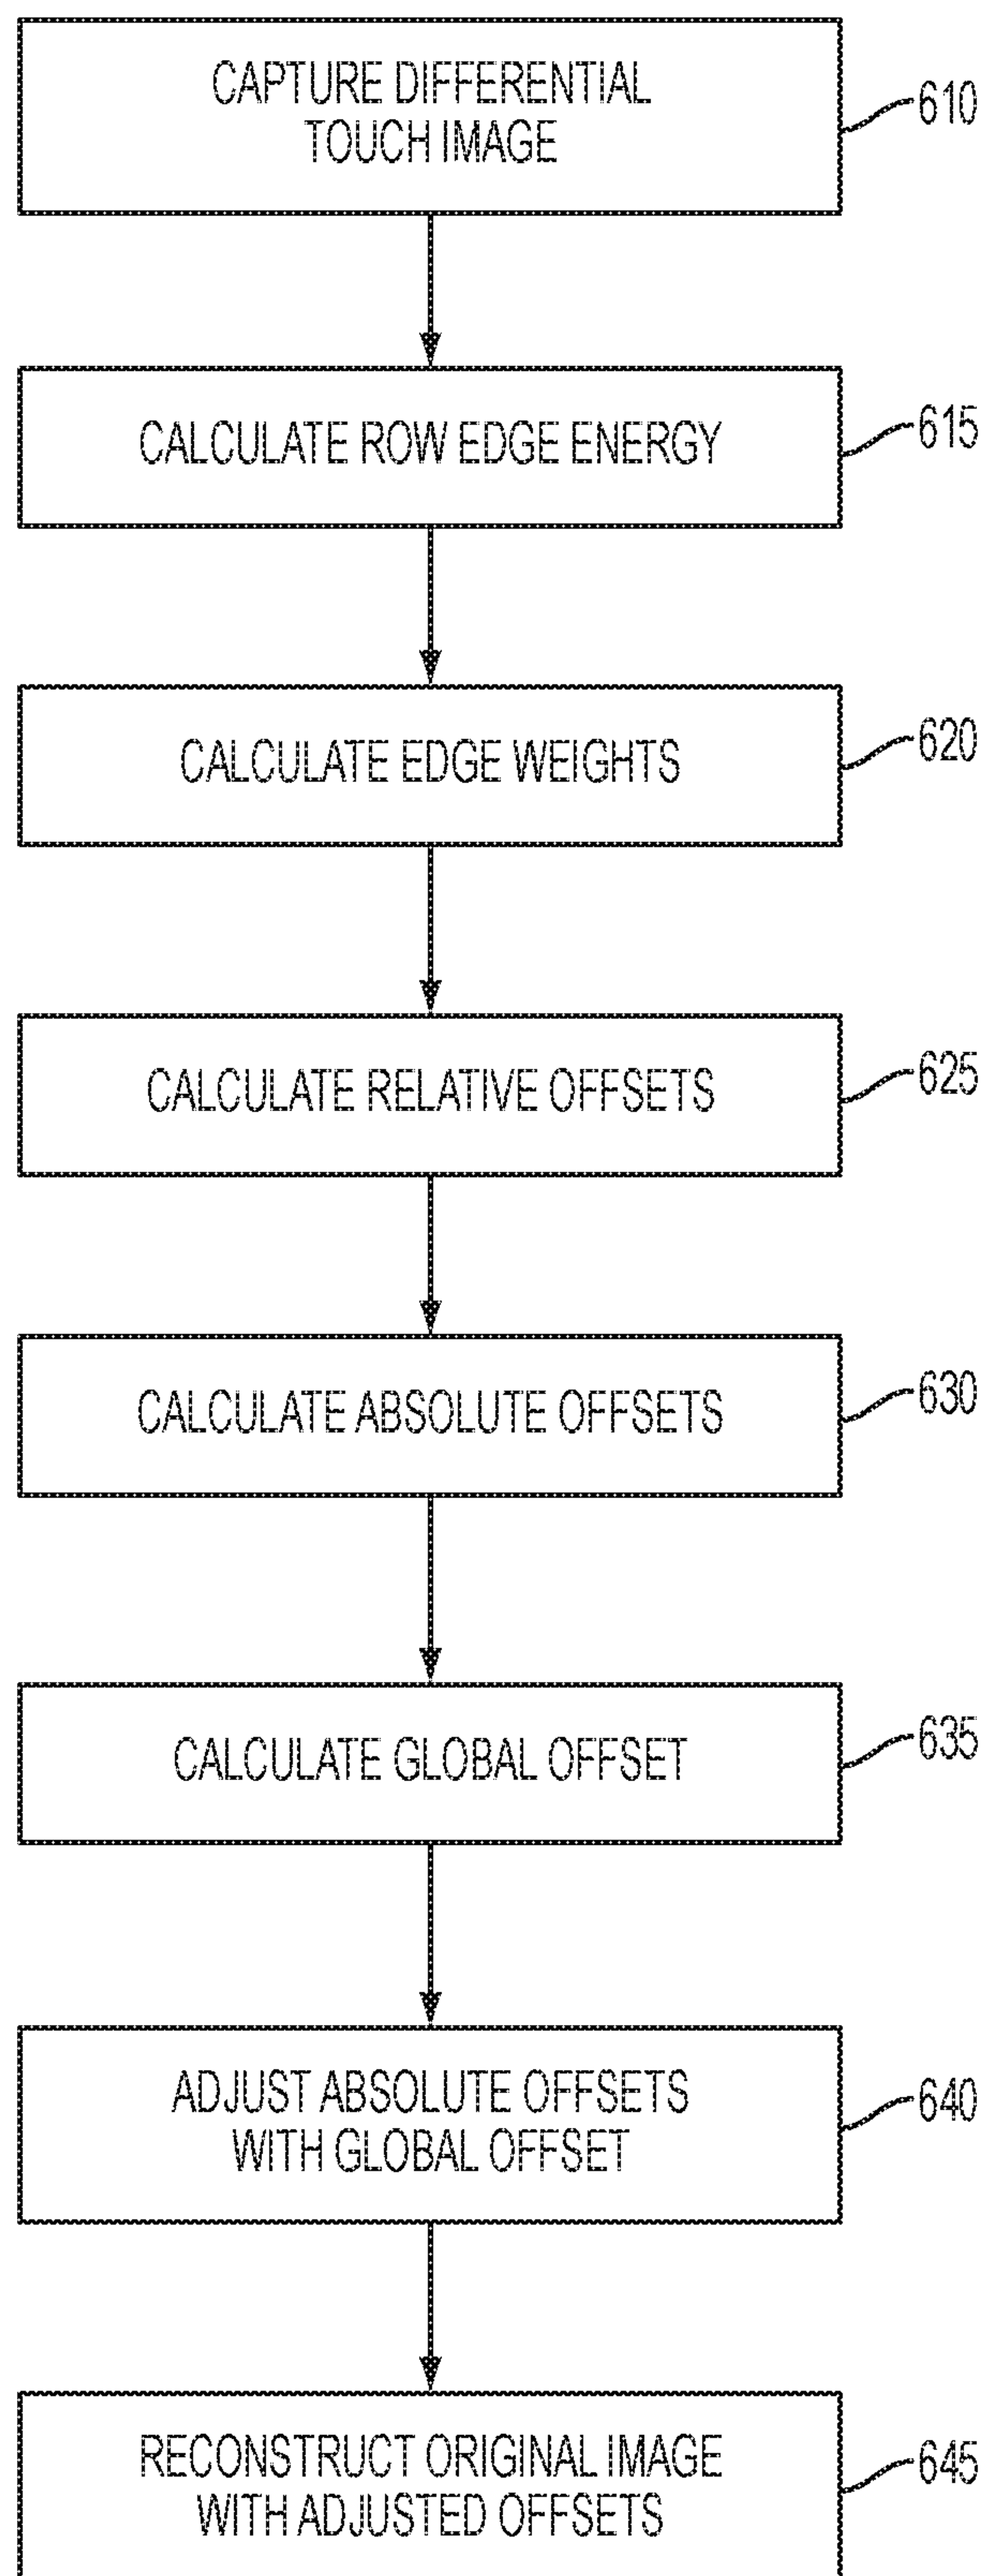 CAPTURE DIFFERENTIAL
TOUCH IMAGE
610
CALCULATE ROW EDGE ENERGY
615
CALCULATE EDGE WEIGHTS
620
CALCULATE RELATIVE OFFSETS
625
CALCULATE ABSOLUTE OFFSETS
630
CALCULATE GLOBAL OFFSET
635
ADJUST ABSOLUTE OFFSETS
WITH GLOBAL OFFSET
640
RECONSTRUCT ORIGINAL IMAGE
WITH ADJUSTED OFFSETS
645